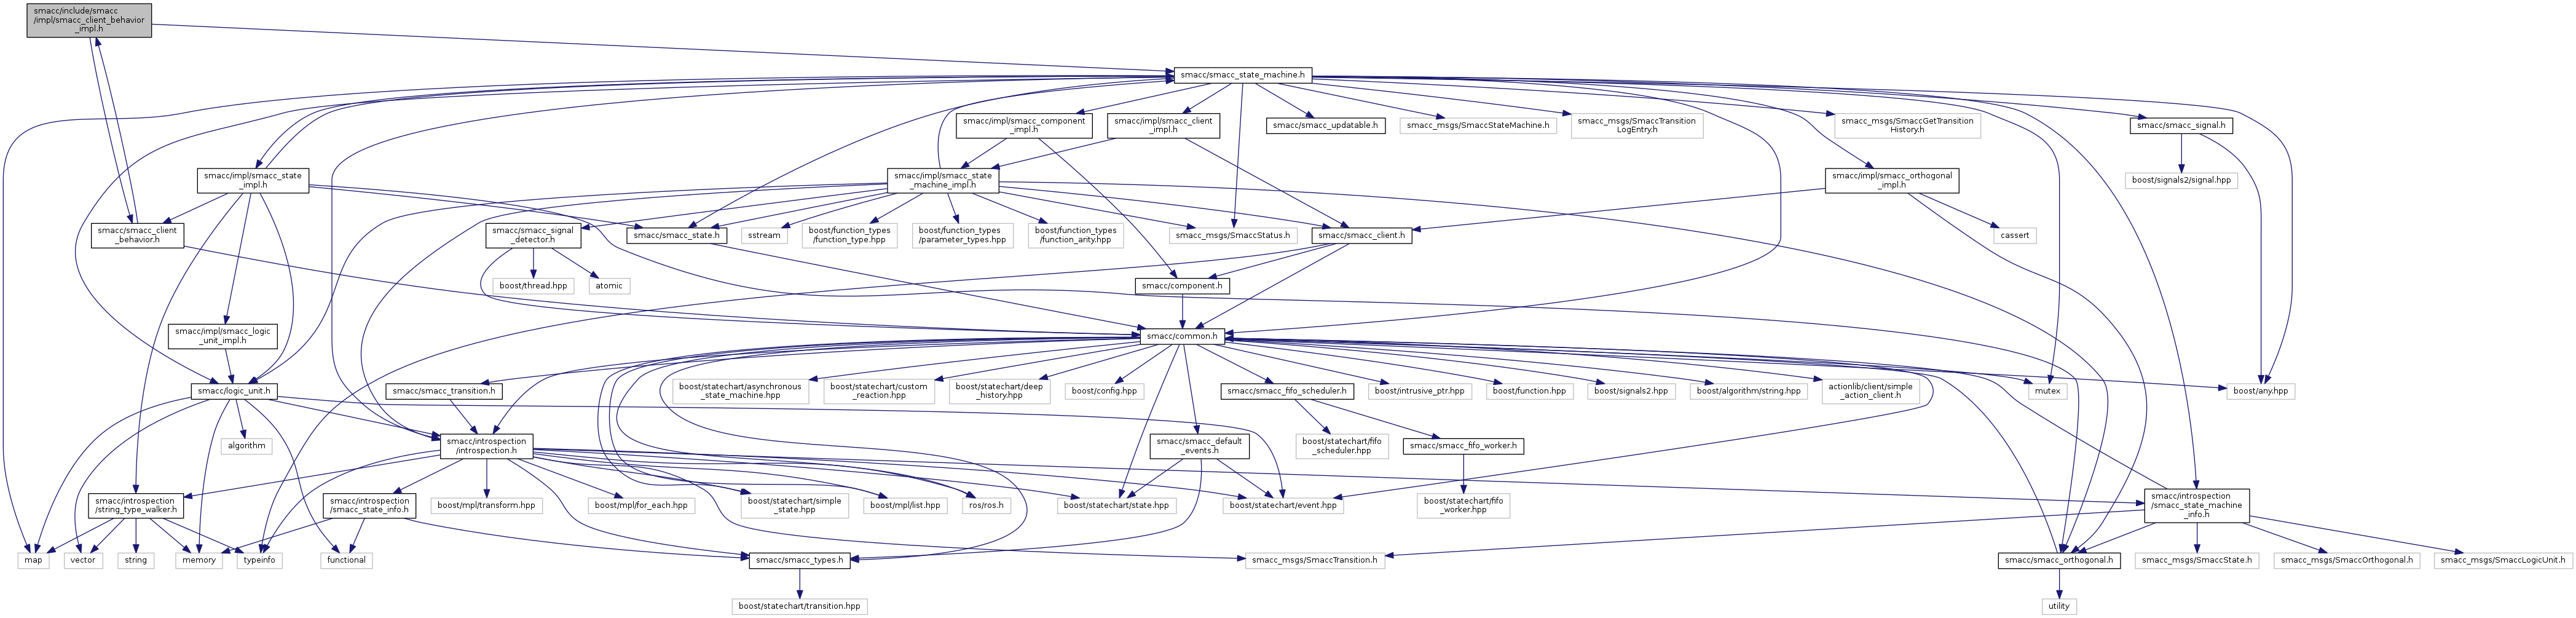 smacc/include/smacc
/impl/smacc_client_behavior
_impl.h
smacc/smacc_state_machine.h
smacc/impl/smacc_component
_impl.h
smacc/impl/smacc_client
_impl.h
smacc/smacc_updatable.h
smacc_msgs/SmaccStateMachine.h
smacc_msgs/SmaccTransition
LogEntry.h
smacc_msgs/SmaccGetTransition
History.h
smacc/smacc_signal.h
smacc/impl/smacc_state
_impl.h
smacc/impl/smacc_state
_machine_impl.h
smacc/impl/smacc_orthogonal
_impl.h
boost/signals2/signal.hpp
smacc/smacc_client
_behavior.h
smacc/smacc_signal
_detector.h
smacc/smacc_state.h
sstream
boost/function_types
/function_type.hpp
boost/function_types
/parameter_types.hpp
boost/function_types
/function_arity.hpp
smacc_msgs/SmaccStatus.h
smacc/smacc_client.h
cassert
boost/thread.hpp
atomic
smacc/component.h
smacc/impl/smacc_logic
_unit_impl.h
smacc/common.h
smacc/logic_unit.h
smacc/smacc_transition.h
boost/statechart/asynchronous
_state_machine.hpp
boost/statechart/custom
_reaction.hpp
boost/statechart/deep
_history.hpp
boost/config.hpp
smacc/smacc_fifo_scheduler.h
boost/intrusive_ptr.hpp
boost/function.hpp
boost/signals2.hpp
boost/algorithm/string.hpp
actionlib/client/simple
_action_client.h
mutex
boost/any.hpp
algorithm
smacc/introspection
/introspection.h
smacc/smacc_default
_events.h
boost/statechart/fifo
_scheduler.hpp
smacc/smacc_fifo_worker.h
smacc/introspection
/string_type_walker.h
smacc/introspection
/smacc_state_info.h
boost/mpl/transform.hpp
boost/mpl/for_each.hpp
boost/statechart/simple
_state.hpp
boost/mpl/list.hpp
ros/ros.h
boost/statechart/state.hpp
boost/statechart/event.hpp
boost/statechart/fifo
_worker.hpp
smacc/introspection
/smacc_state_machine
_info.h
map
vector
string
memory
typeinfo
functional
smacc/smacc_types.h
smacc_msgs/SmaccTransition.h
smacc/smacc_orthogonal.h
smacc_msgs/SmaccState.h
smacc_msgs/SmaccOrthogonal.h
smacc_msgs/SmaccLogicUnit.h
boost/statechart/transition.hpp
utility